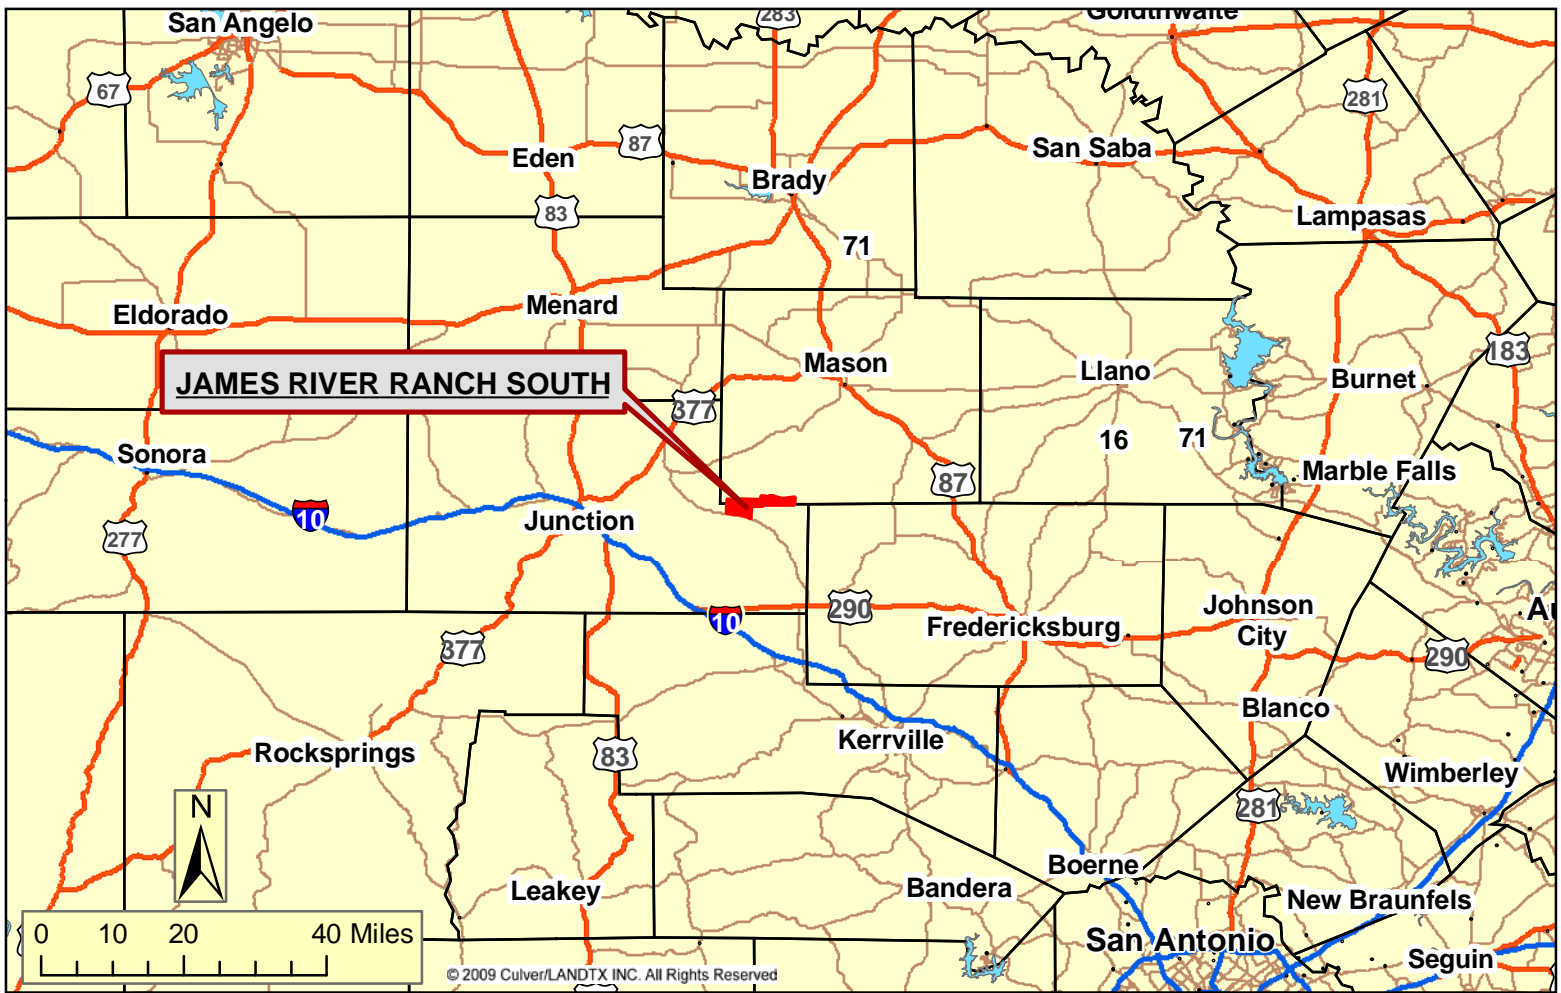 San Angelo
283
Goldthwaite
67
281
87
Eden
San Saba
Brady
83
Lampasas
71
Menard
Eldorado
183
Mason
Llano
Burnet
JAMES RIVER RANCH SOUTH
377
16
71
Sonora
Marble Falls
87
10
Junction
277
290
Johnson
City
10
Fredericksburg
377
290
Blanco
Kerrville
Rocksprings
83
Wimberley
N
281
Boerne
Leakey
Bandera
New Braunfels
0 10 20 40 Miles
San Antonio
Seguin
© 2009 Culver/LANDTX INC. All Rights Reserved